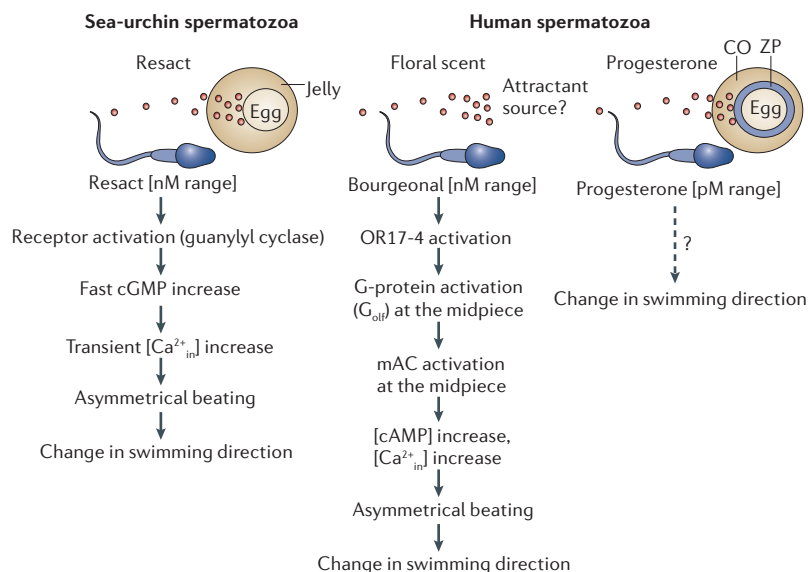 Sea-urchin spermatozoa
Resact
Jelly
Egg
Resact [nM range]
Receptor activation (guanylyl cyclase)
Fast cGMP increase
Transient [Ca²⁺ᵢₙ] increase
Asymmetrical beating
Change in swimming direction
Human spermatozoa
Floral scent
Attractant
source?
Bourgeonal [nM range]
OR17-4 activation
G-protein activation
(Gₒₗf) at the midpiece
mAC activation
at the midpiece
[cAMP] increase,
[Ca²⁺ᵢₙ] increase
Asymmetrical beating
Change in swimming direction
Progesterone
CO ZP
Egg
Progesterone [pM range]
?
Change in swimming direction